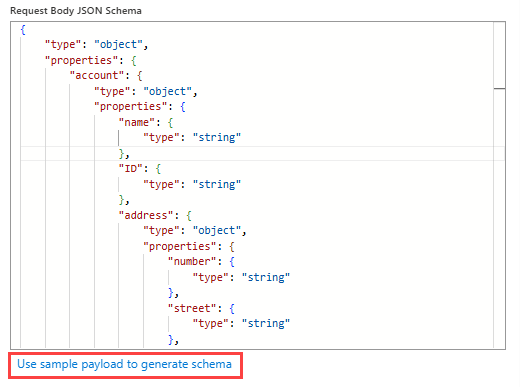 Request Body JSON Schema
{
"type": "object",
"properties": {
"account": {
"type": "object",
"properties": {
"name": {
"type": "string"
},
"ID": {
"type": "string"
},
"address": {
"type": "object",
"properties": {
"number": {
"type": "string"
},
"street": {
"type": "string"
},
Use sample payload to generate schema